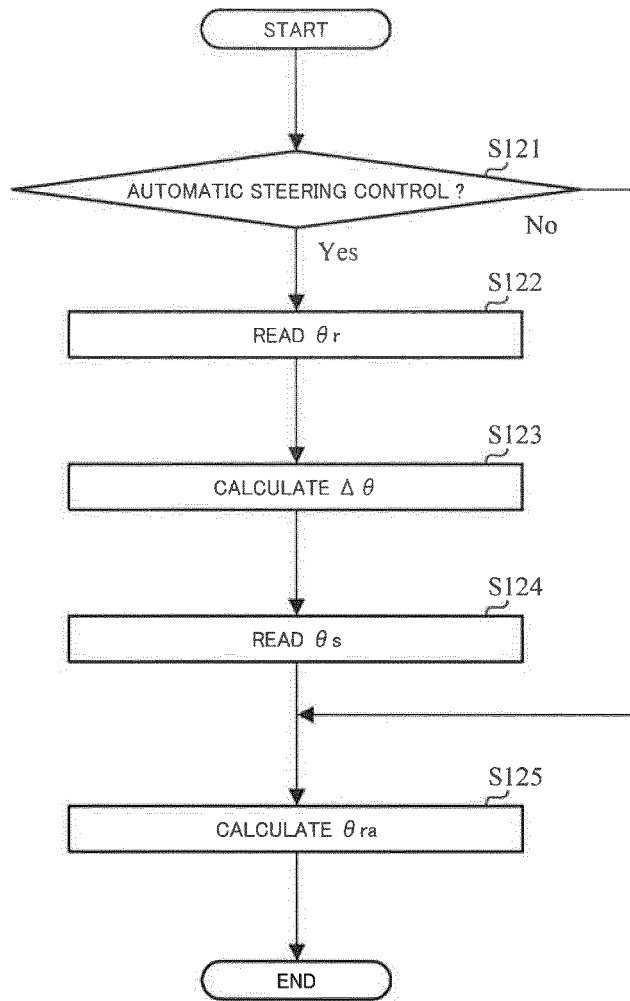 START
S121
AUTOMATIC STEERING CONTROL ?
No
Yes
S122
READ θr
S123
CALCULATE Δθ
S124
READ θs
S125
CALCULATE θra
END